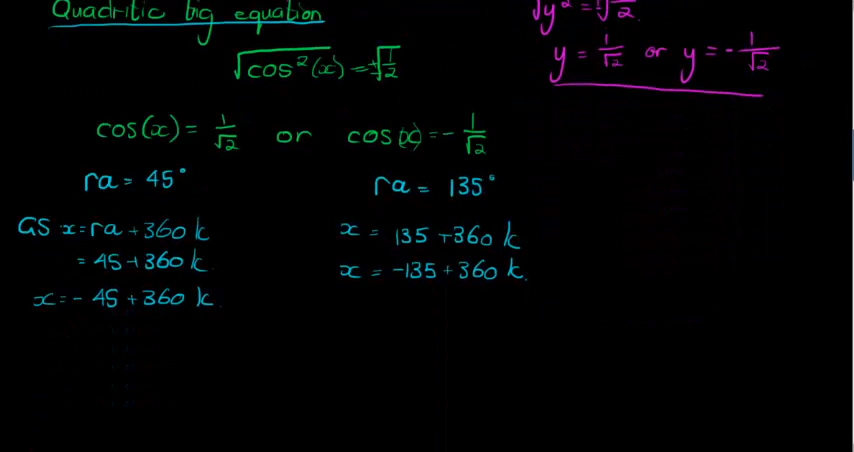 Quadritic big equation
√y² = ±√1/2
y = 1/√2 or y = - 1/√2
√cos²(x) = ±√1/2
cos(x) = 1/√2 or cos(x) = - 1/√2
ra = 45°
GS x = ra + 360 k
= 45 + 360 k.
x = - 45 + 360 k.
ra = 135°
x = 135 + 360 k
x = -135 + 360 k.